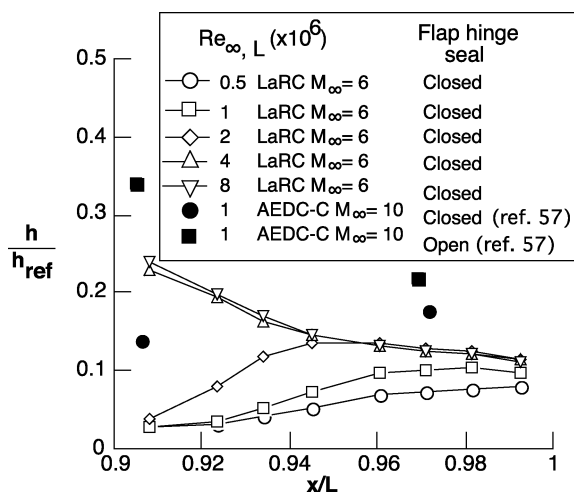 Re∞, L (x10^6) Flap hinge seal
0.5 LaRC M∞= 6 Closed
1 LaRC M∞= 6 Closed
2 LaRC M∞= 6 Closed
4 LaRC M∞= 6 Closed
8 LaRC M∞= 6 Closed
1 AEDC-C M∞= 10 Closed (ref. 57)
1 AEDC-C M∞= 10 Open (ref. 57)
h
href
0.5
0.4
0.3
0.2
0.1
0
0.9 0.92 0.94 0.96 0.98 1
x/L